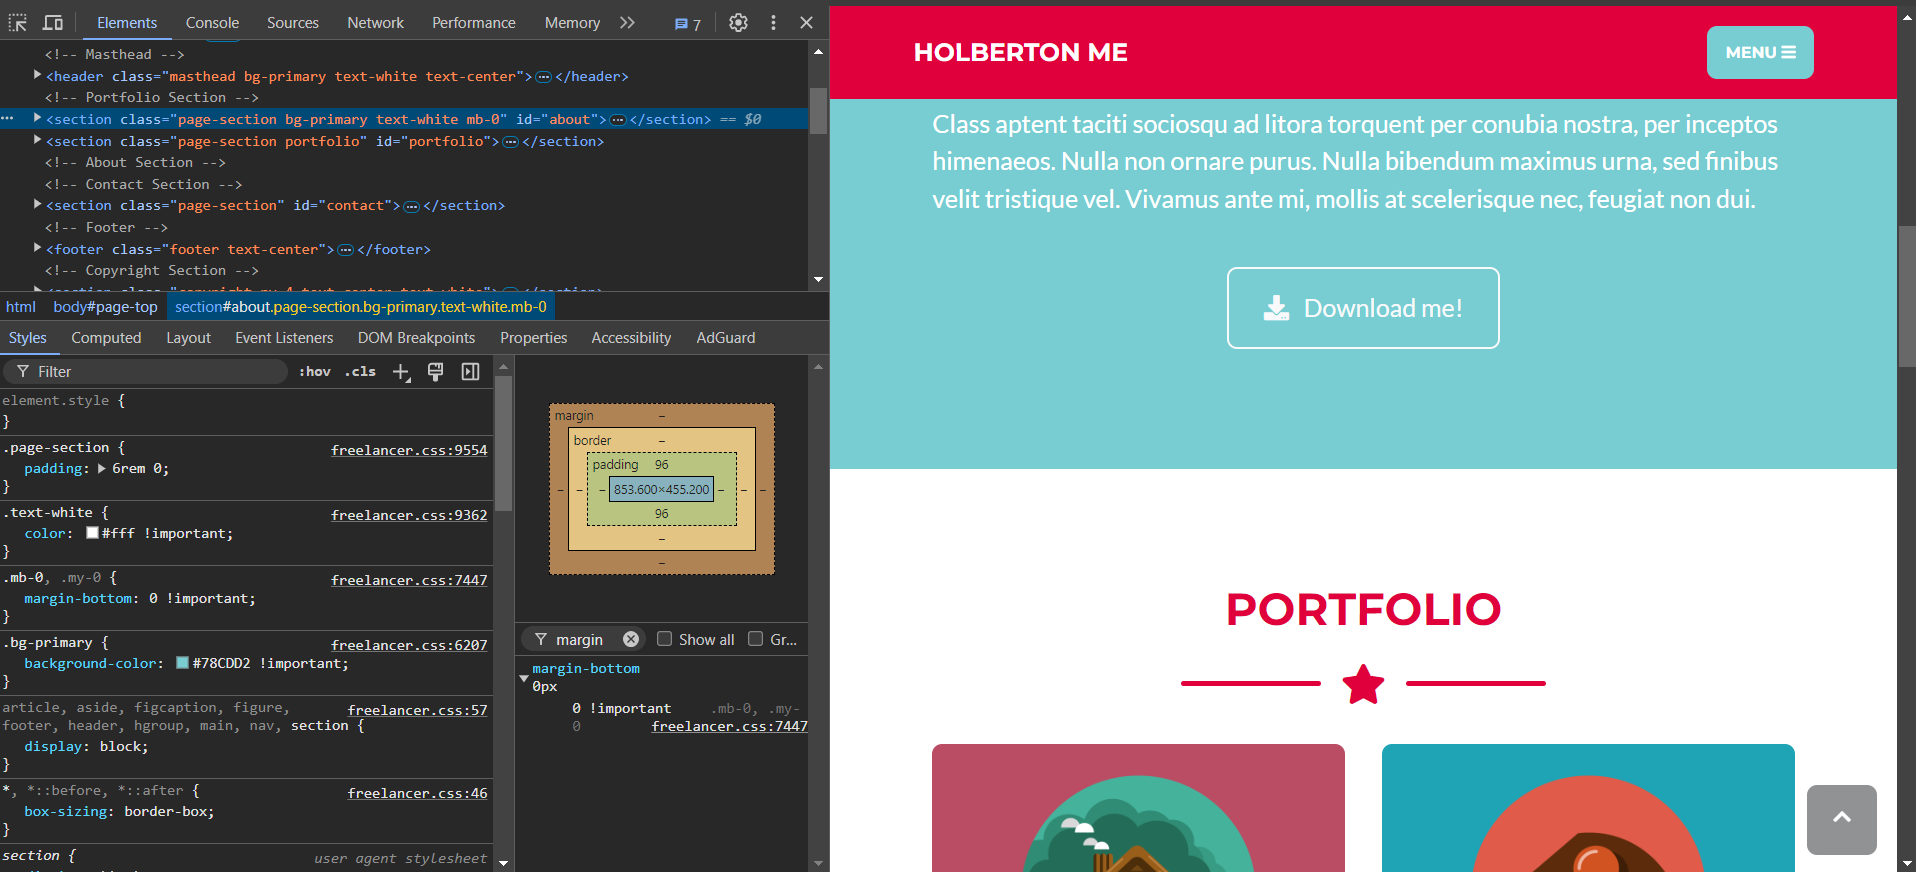 Elements Console Sources Network Performance Memory 7
<!-- Masthead -->
<header class="masthead bg-primary text-white text-center"> </header>
<!-- Portfolio Section -->
<section class="page-section bg-primary text-white mb-0" id="about"> </section> == $0
<section class="page-section portfolio" id="portfolio"> </section>
<!-- About Section -->
<!-- Contact Section -->
<section class="page-section" id="contact"> </section>
<!-- Footer -->
<footer class="footer text-center"> </footer>
<!-- Copyright Section -->
html body#page-top section#about.page-section.bg-primary.text-white.mb-0
Styles Computed Layout Event Listeners DOM Breakpoints Properties Accessibility AdGuard
Filter :hov .cls
element.style {
}
.page-section { freelancer.css:9554
padding: 6rem 0;
}
.text-white { freelancer.css:9362
color: #fff !important;
}
.mb-0, .my-0 { freelancer.css:7447
margin-bottom: 0 !important;
}
.bg-primary { freelancer.css:6207
background-color: #78CDD2 !important;
}
article, aside, figcaption, figure, freelancer.css:57
footer, header, hgroup, main, nav, section {
display: block;
}
*, *::before, *::after { freelancer.css:46
box-sizing: border-box;
}
section { user agent stylesheet
margin –
border –
padding 96
– – – 853.600×455.200 – – –
96
–
–
margin Show all Gr...
margin-bottom
0px
0 !important .mb-0, .my-
0 freelancer.css:7447
HOLBERTON ME
MENU
Class aptent taciti sociosqu ad litora torquent per conubia nostra, per inceptos
himenaeos. Nulla non ornare purus. Nulla bibendum maximus urna, sed finibus
velit tristique vel. Vivamus ante mi, mollis at scelerisque nec, feugiat non dui.
Download me!
PORTFOLIO